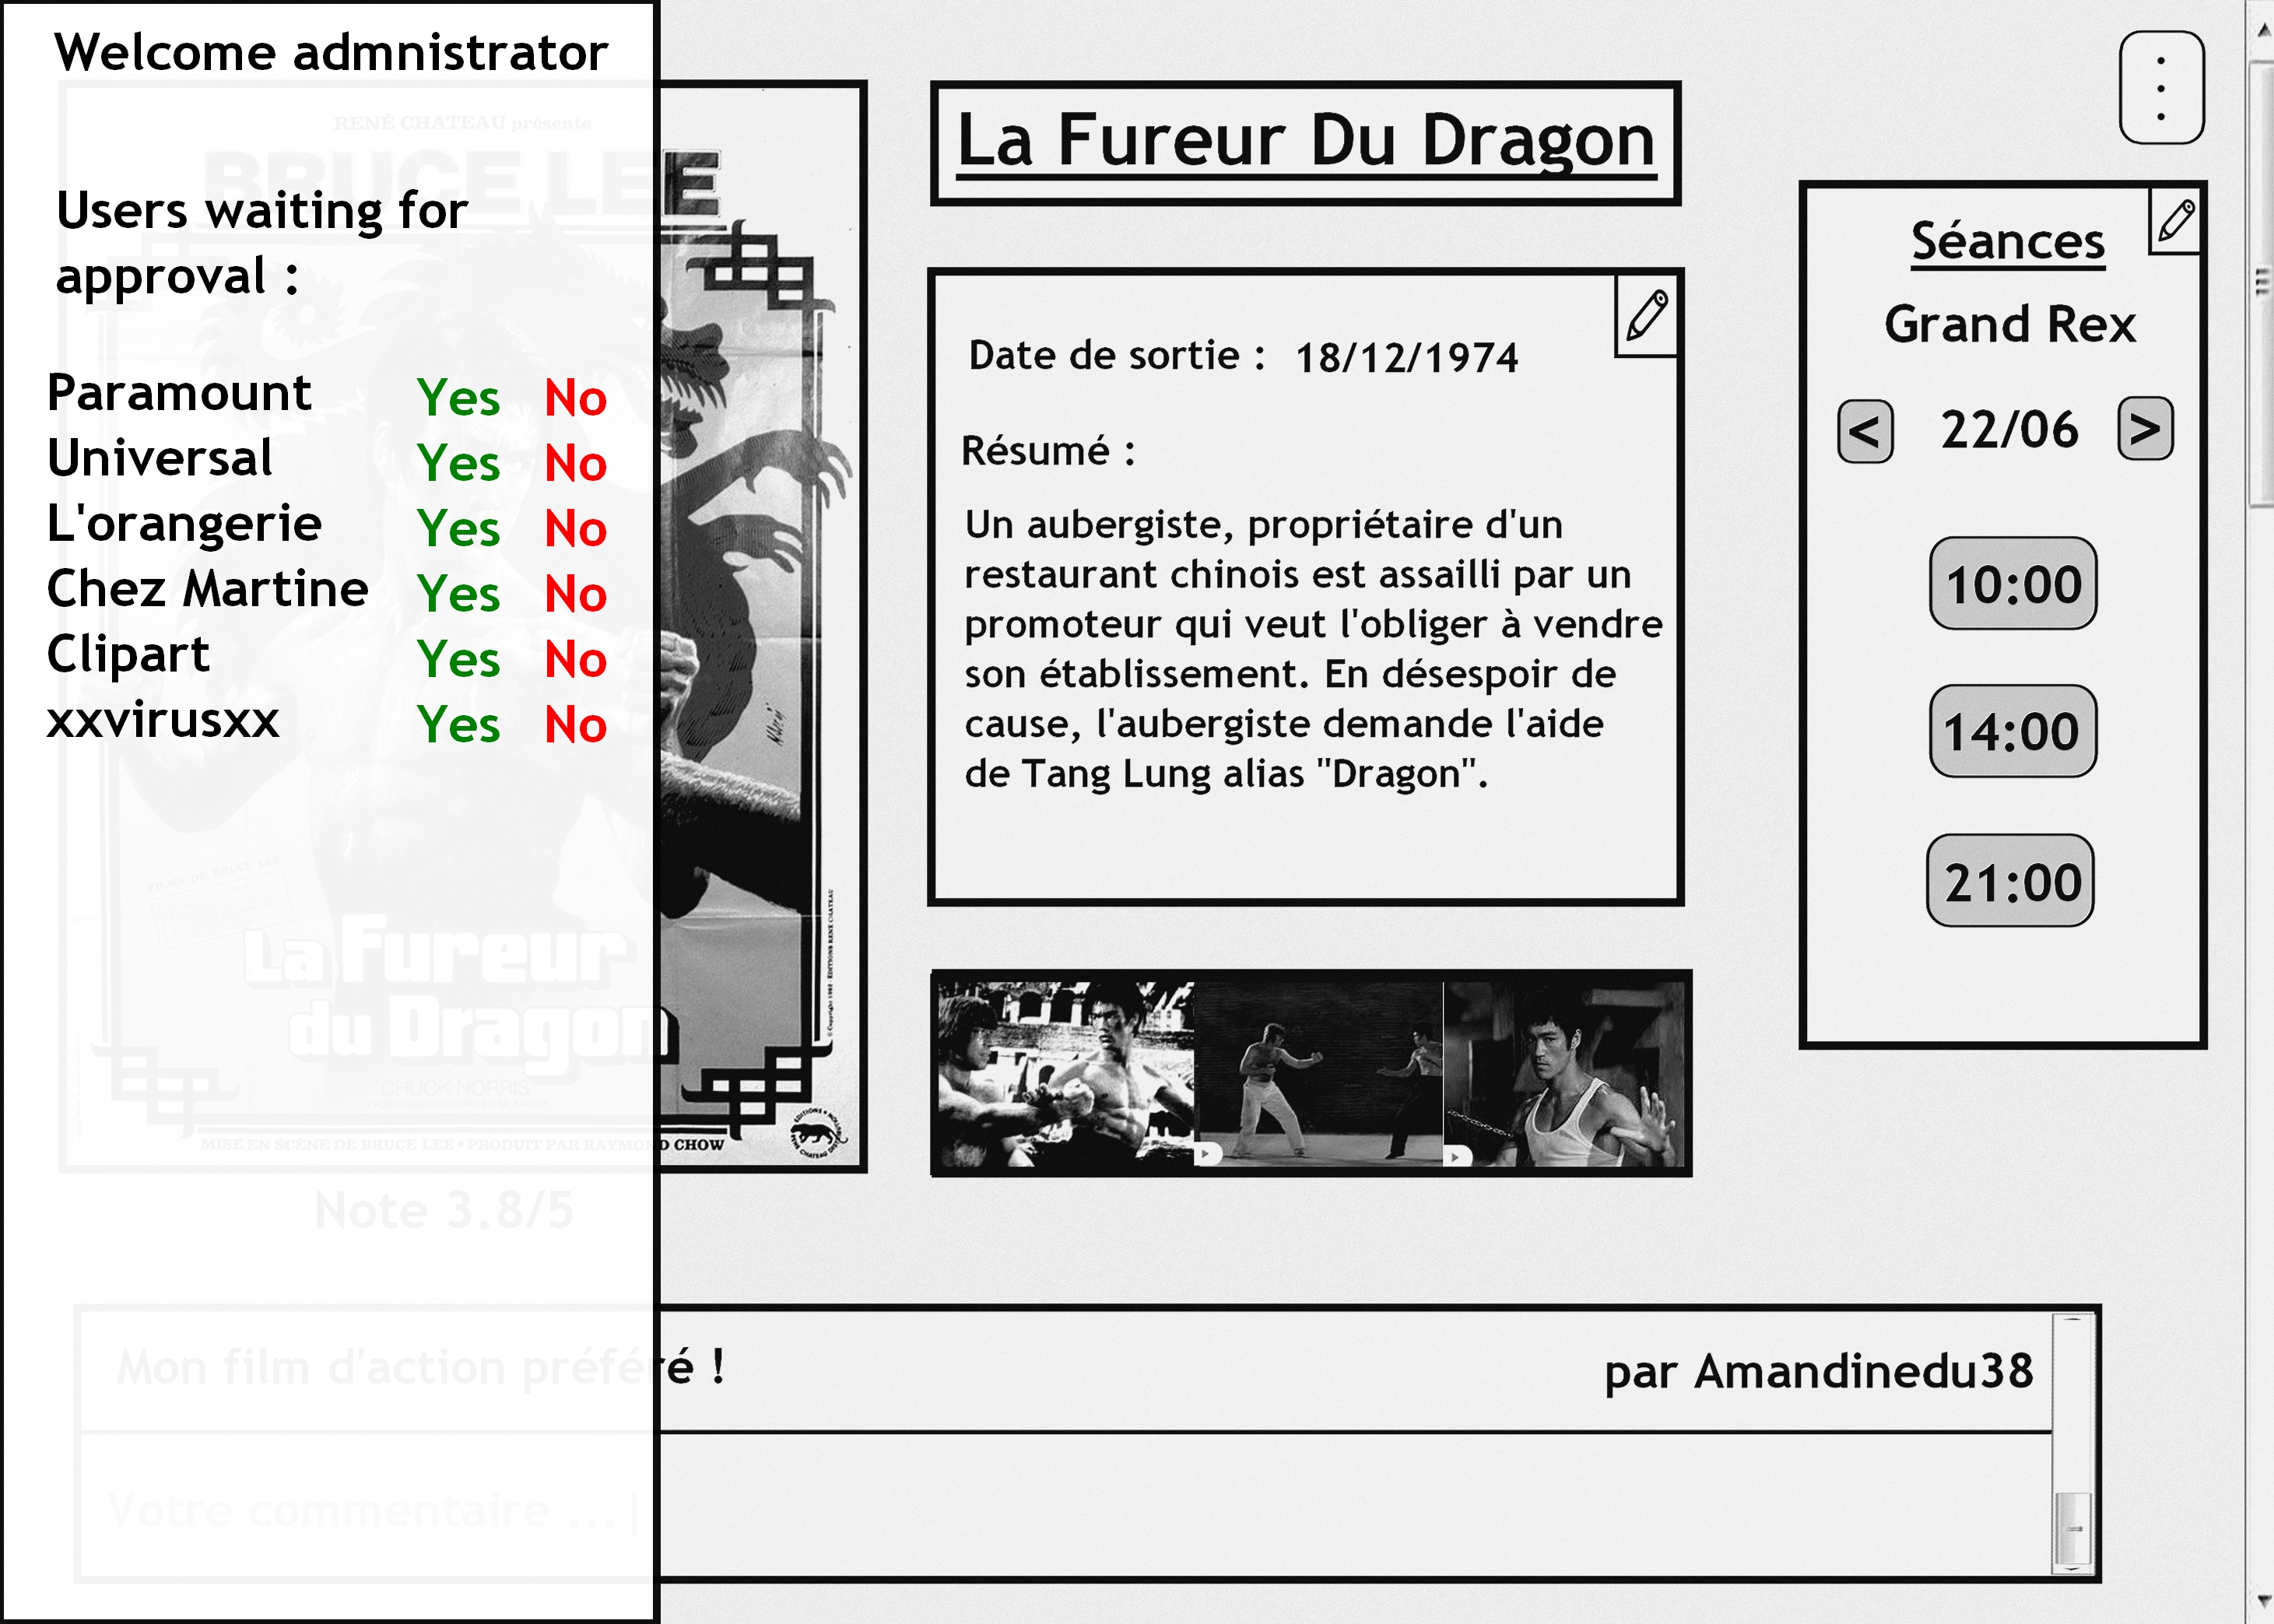 Welcome admnistrator
Users waiting for
approval :
Paramount Yes No
Universal Yes No
L'orangerie Yes No
Chez Martine Yes No
Clipart Yes No
xxvirusxx Yes No
RENÉ CHATEAU présente
BRUCE LEE
FILMS DE BRUCE LEE
La Fureur
du Dragon
CHUCK NORRIS
MISE EN SCÈNE DE BRUCE LEE • PRODUIT PAR RAYMOND CHOW
Note 3.8/5
La Fureur Du Dragon
Date de sortie : 18/12/1974
Résumé :
Un aubergiste, propriétaire d'un
restaurant chinois est assailli par un
promoteur qui veut l'obliger à vendre
son établissement. En désespoir de
cause, l'aubergiste demande l'aide
de Tang Lung alias "Dragon".
Séances
Grand Rex
< 22/06 >
10:00
14:00
21:00
Mon film d'action préféré !
par Amandinedu38
Votre commentaire ...|